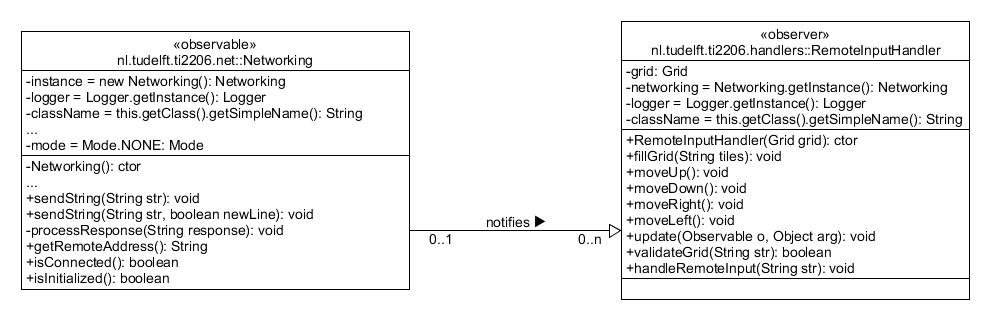 «observable»
nl.tudelft.ti2206.net::Networking
-instance = new Networking(): Networking
-logger = Logger.getInstance(): Logger
-className = this.getClass().getSimpleName(): String
...
-mode = Mode.NONE: Mode
-Networking(): ctor
...
+sendString(String str): void
+sendString(String str, boolean newLine): void
-processResponse(String response): void
+getRemoteAddress(): String
+isConnected(): boolean
+isInitialized(): boolean
notifies ▶
0..1
0..n
«observer»
nl.tudelft.ti2206.handlers::RemoteInputHandler
-grid: Grid
-networking = Networking.getInstance(): Networking
-logger = Logger.getInstance(): Logger
-className = this.getClass().getSimpleName(): String
+RemoteInputHandler(Grid grid): ctor
+fillGrid(String tiles): void
+moveUp(): void
+moveDown(): void
+moveRight(): void
+moveLeft(): void
+update(Observable o, Object arg): void
+validateGrid(String str): boolean
+handleRemoteInput(String str): void